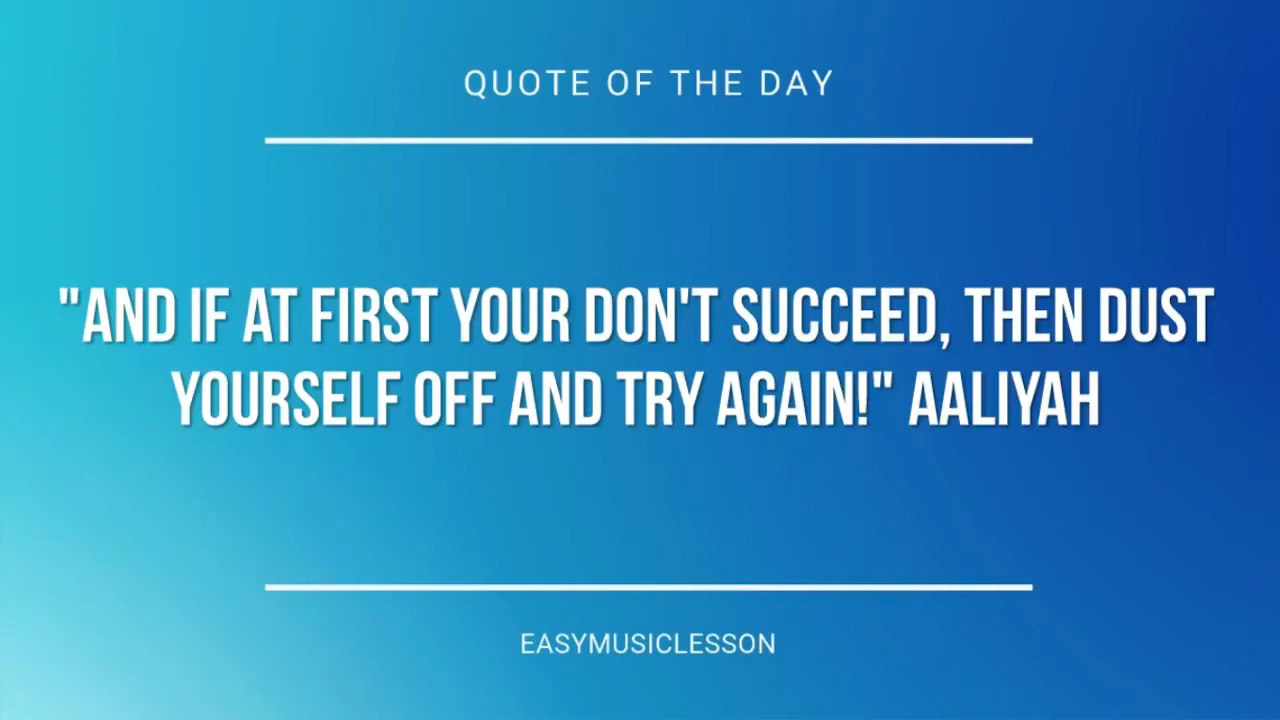 QUOTE OF THE DAY
"AND IF AT FIRST YOUR DON'T SUCCEED, THEN DUST
YOURSELF OFF AND TRY AGAIN!" AALIYAH
EASYMUSICLESSON